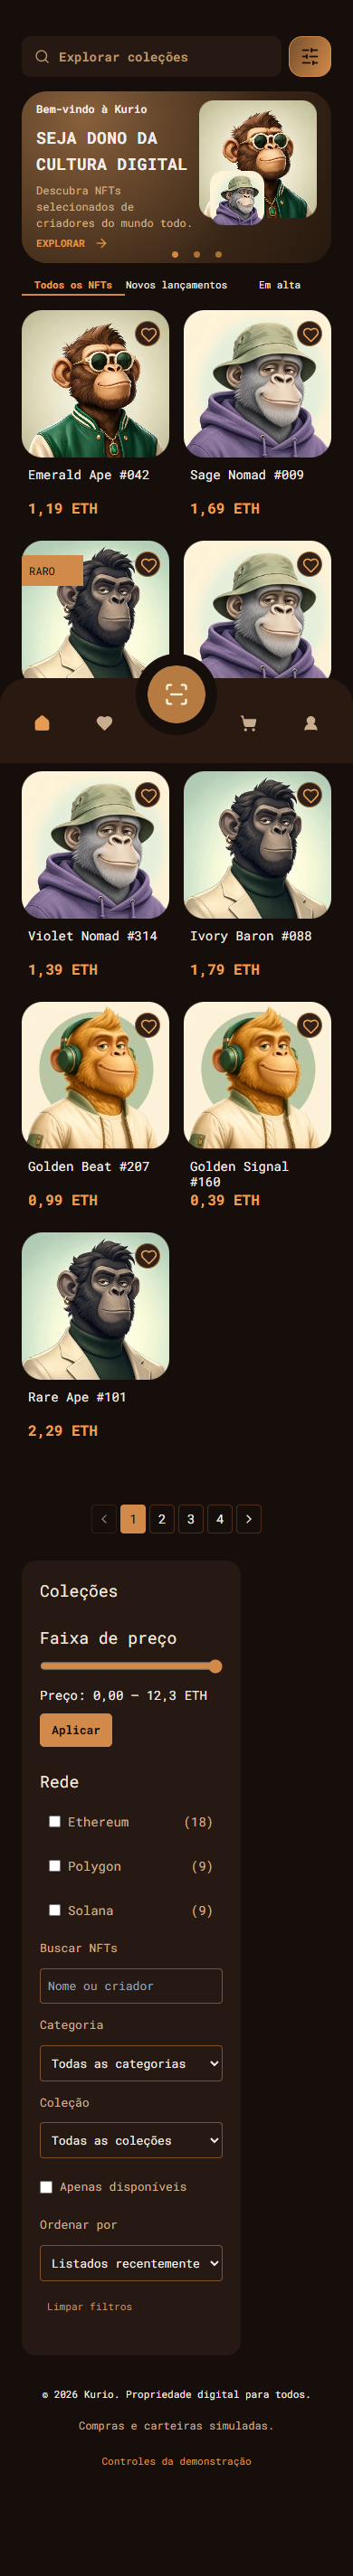 Explorar coleções
Bem-vindo à Kurio
SEJA DONO DA
CULTURA DIGITAL
Descubra NFTs
selecionados de
criadores do mundo todo.
EXPLORAR
Todos os NFTs
Novos lançamentos
Em alta
Emerald Ape #042
Sage Nomad #009
1,19 ETH
1,69 ETH
RARO
Violet Nomad #314
Ivory Baron #088
1,39 ETH
1,79 ETH
Golden Beat #207
Golden Signal
#160
0,99 ETH
0,39 ETH
Rare Ape #101
2,29 ETH
1 2 3 4
Coleções
Faixa de preço
Preço: 0,00 — 12,3 ETH
Aplicar
Rede
Ethereum (18)
Polygon (9)
Solana (9)
Buscar NFTs
Nome ou criador
Categoria
Todas as categorias
Coleção
Todas as coleções
Apenas disponíveis
Ordenar por
Listados recentemente
Limpar filtros
© 2026 Kurio. Propriedade digital para todos.
Compras e carteiras simuladas.
Controles da demonstração